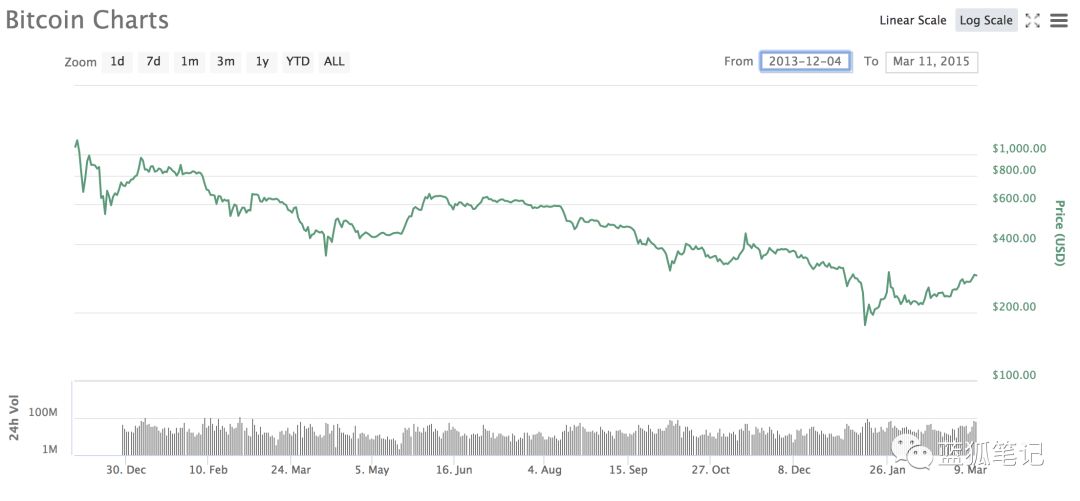 Bitcoin Charts
Linear Scale Log Scale
Zoom 1d 7d 1m 3m 1y YTD ALL From 2013-12-04 To Mar 11, 2015
$1,000.00
$800.00
$600.00
$400.00
$200.00
$100.00
Price (USD)
24h Vol
100M
1M
30. Dec 10. Feb 24. Mar 5. May 16. Jun 4. Aug 15. Sep 27. Oct 8. Dec 26. Jan 9. Mar
蓝狐笔记